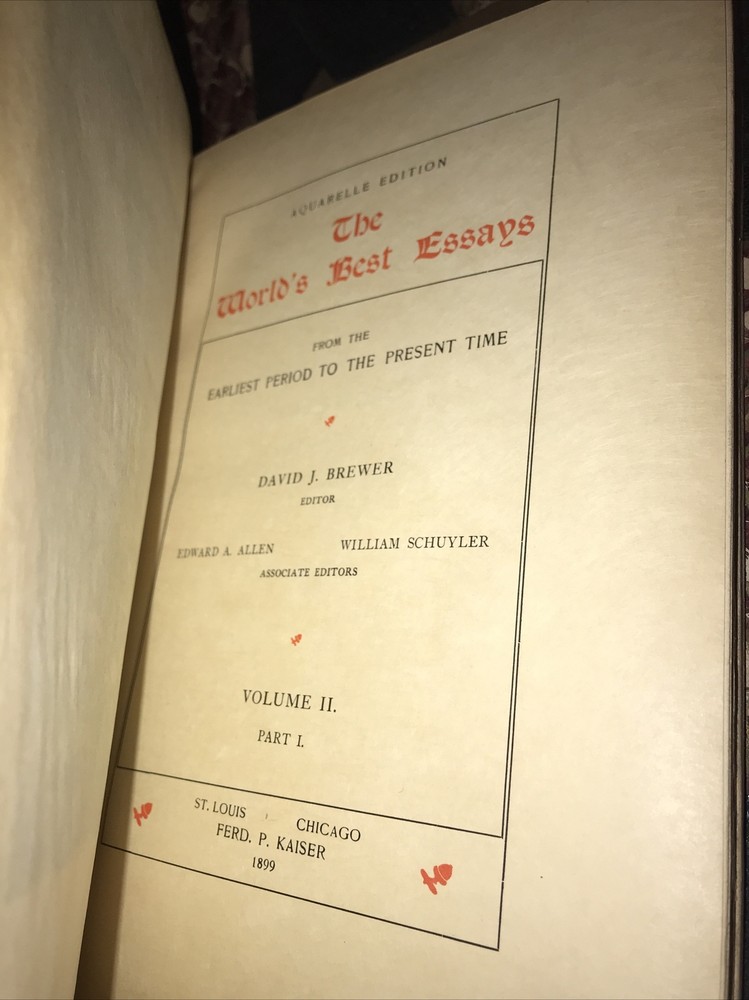 AQUARELLE EDITION
The
World's Best Essays
FROM THE
EARLIEST PERIOD TO THE PRESENT TIME
DAVID J. BREWER
EDITOR
EDWARD A. ALLEN WILLIAM SCHUYLER
ASSOCIATE EDITORS
VOLUME II.
PART I.
ST. LOUIS CHICAGO
FERD. P. KAISER
1899